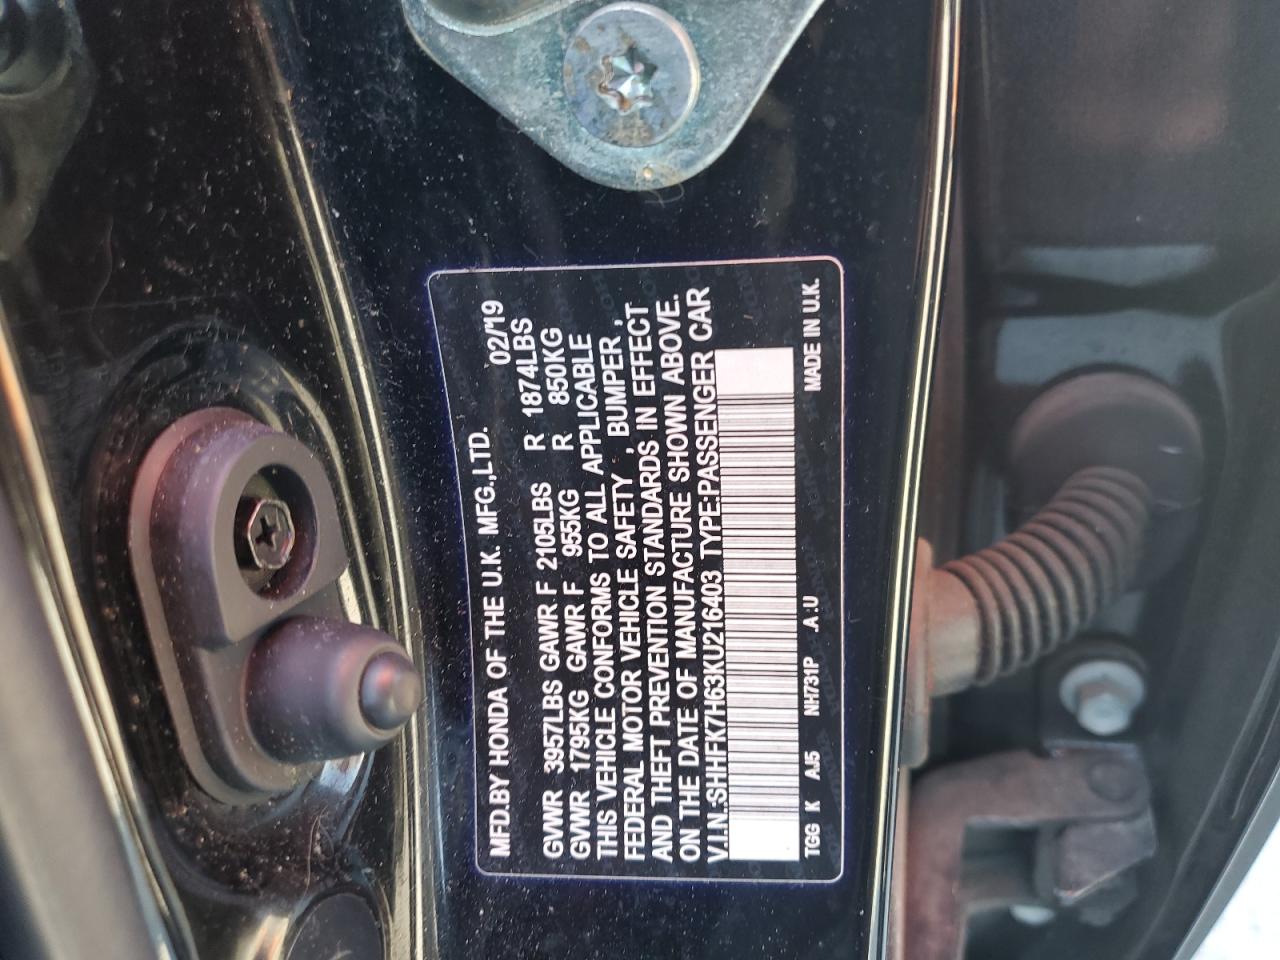 MFD.BY HONDA OF THE U.K. MFG.,LTD. 02/19
GVWR 3957LBS GAWR F 2105LBS R 1874LBS
GVWR 1795KG GAWR F 955KG R 850KG
THIS VEHICLE CONFORMS TO ALL APPLICABLE
FEDERAL MOTOR VEHICLE SAFETY , BUMPER ,
AND THEFT PREVENTION STANDARDS IN EFFECT
ON THE DATE OF MANUFACTURE SHOWN ABOVE.
V.I.N.:SHHFK7H63KU216403 TYPE:PASSENGER CAR
TGG K AJ5 NH731P .A:U MADE IN U.K.